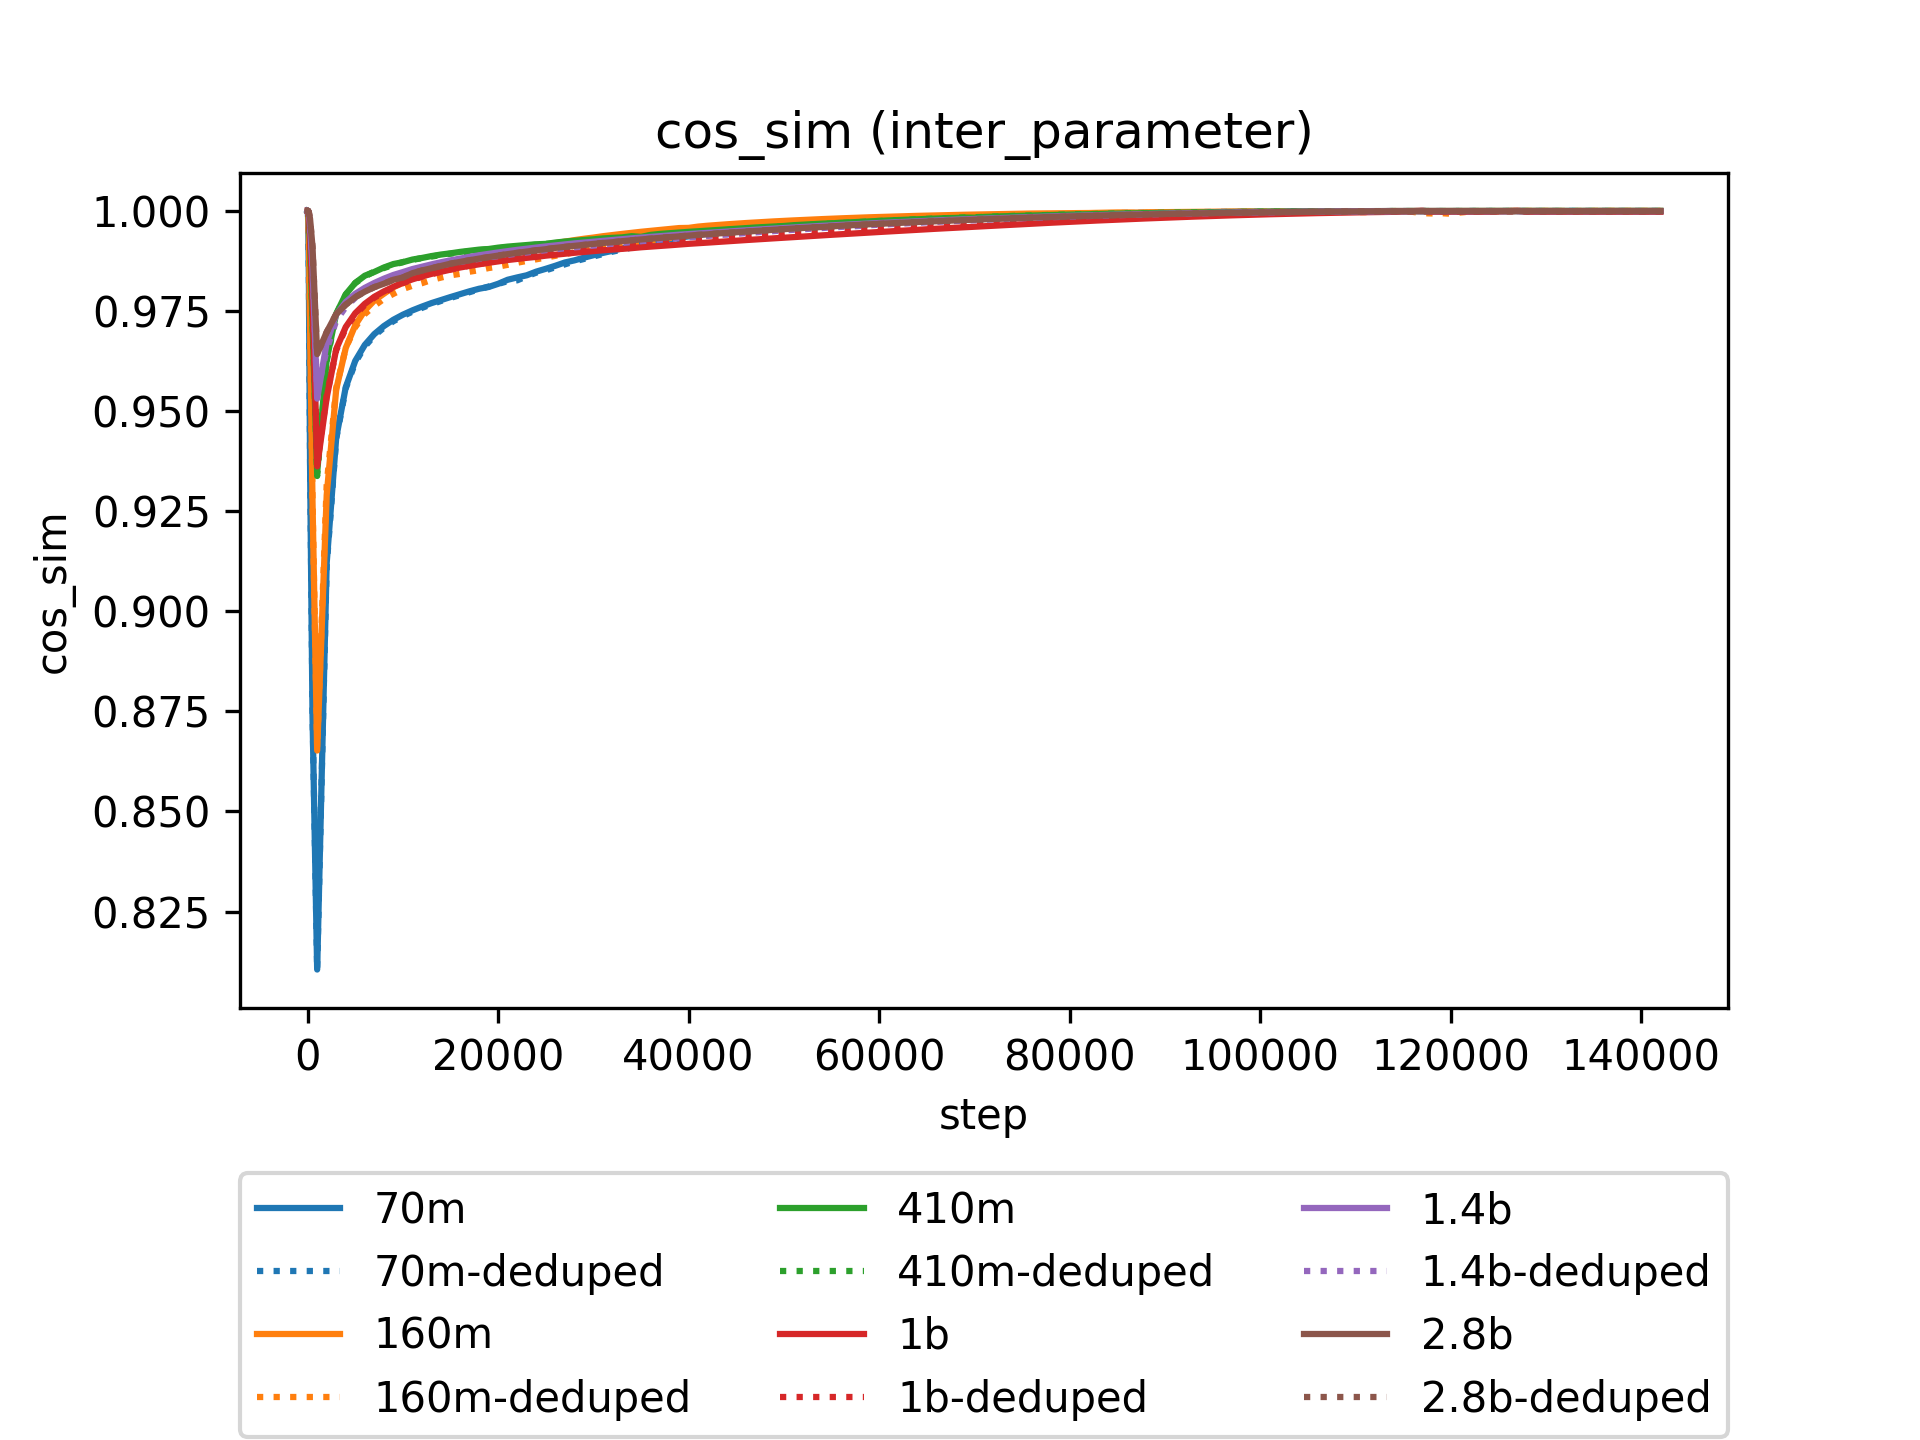 cos_sim (inter_parameter)
1.000
0.975
0.950
0.925
0.900
0.875
0.850
0.825
cos_sim
0 20000 40000 60000 80000 100000 120000 140000
step
70m 410m 1.4b
70m-deduped 410m-deduped 1.4b-deduped
160m 1b 2.8b
160m-deduped 1b-deduped 2.8b-deduped